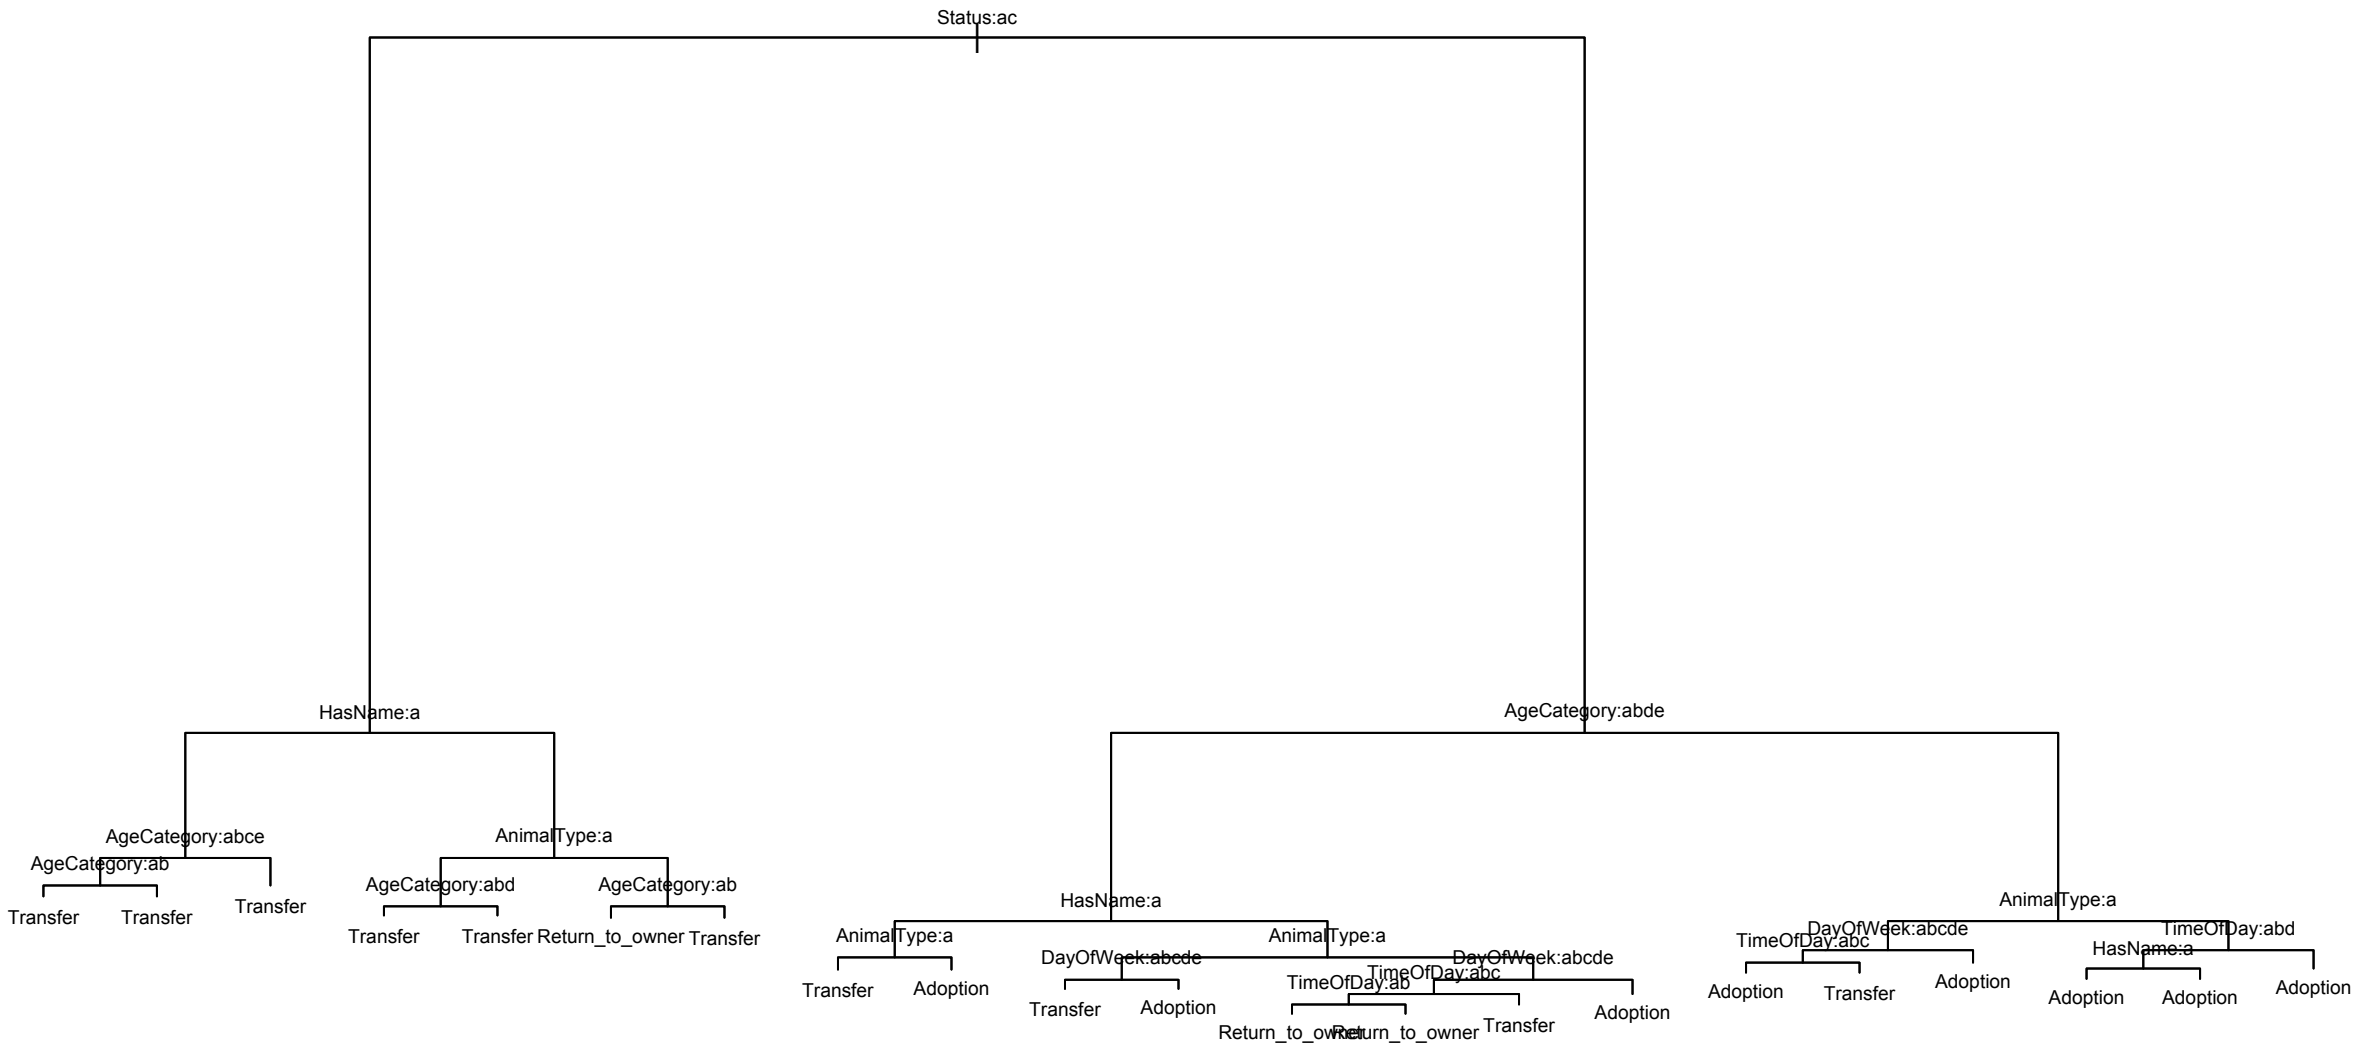 Status:ac
HasName:a
AgeCategory:abde
AgeCategory:abce
AnimalType:a
AgeCategory:ab
AgeCategory:abd
AgeCategory:ab
Transfer
Transfer
Transfer
Transfer
Transfer
Return_to_owner
Transfer
HasName:a
AnimalType:a
AnimalType:a
AnimalType:a
DayOfWeek:abcde
TimeOfDay:abd
TimeOfDay:abc
HasName:a
DayOfWeek:abcde
DayOfWeek:abcde
TimeOfDay:abc
TimeOfDay:ab
Transfer
Adoption
Transfer
Adoption
Return_to_owner
Return_to_owner
Transfer
Adoption
Adoption
Transfer
Adoption
Adoption
Adoption
Adoption